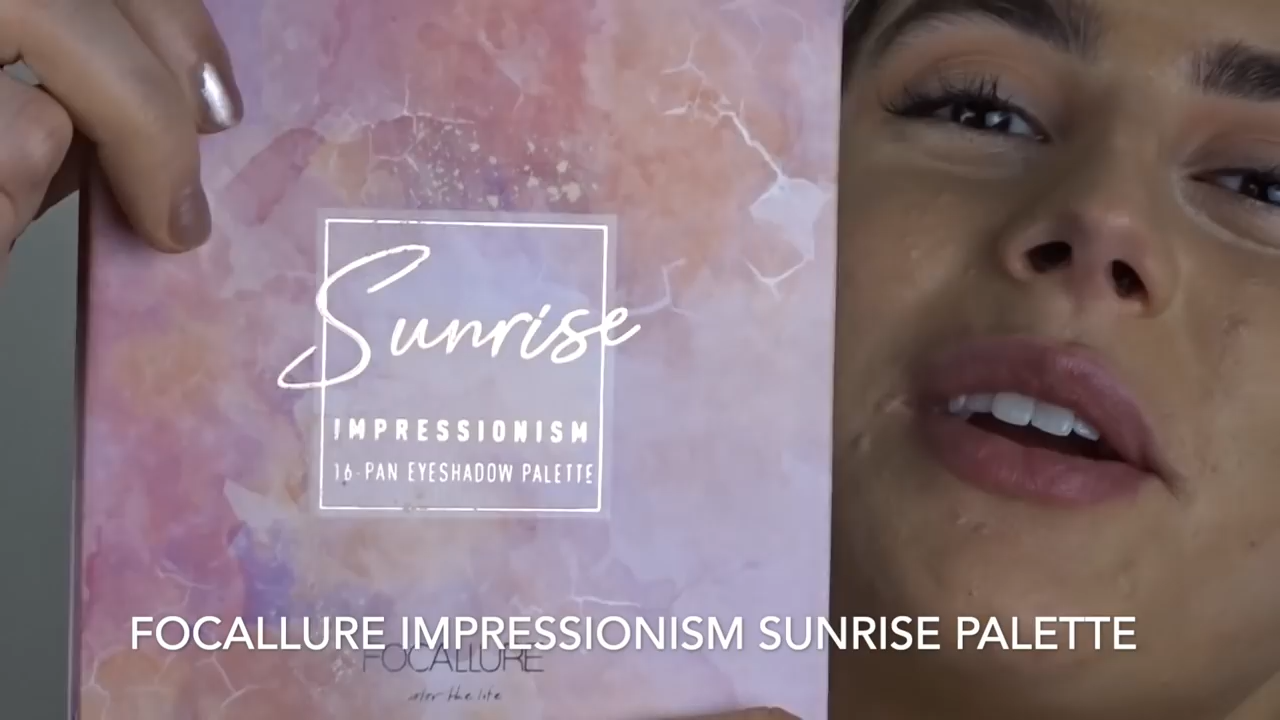 Sunrise
IMPRESSIONISM
16-PAN EYESHADOW PALETTE
FOCALLURE IMPRESSIONISM SUNRISE PALETTE
FOCALLURE